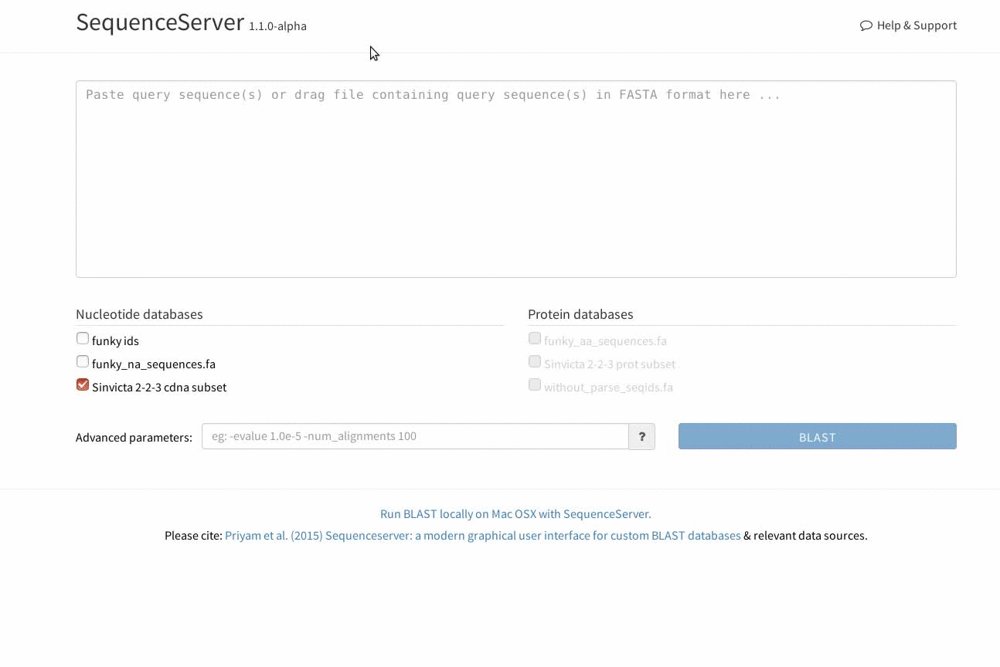 SequenceServer 1.1.0-alpha
Help & Support
Paste query sequence(s) or drag file containing query sequence(s) in FASTA format here ...
Nucleotide databases
funky ids
funky_na_sequences.fa
Sinvicta 2-2-3 cdna subset
Protein databases
funky_aa_sequences.fa
Sinvicta 2-2-3 prot subset
without_parse_seqids.fa
Advanced parameters: eg: -evalue 1.0e-5 -num_alignments 100 ?
BLAST
Run BLAST locally on Mac OSX with SequenceServer.
Please cite: Priyam et al. (2015) Sequenceserver: a modern graphical user interface for custom BLAST databases & relevant data sources.